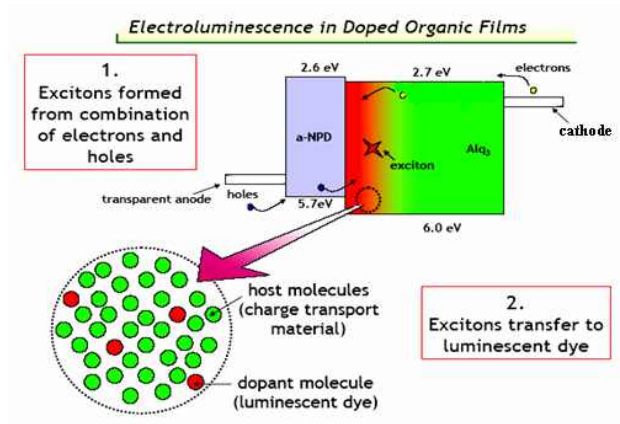 Electroluminescence in Doped Organic Films
1.
Excitons formed
from combination
of electrons and
holes
2.6 eV
2.7 eV
electrons
cathode
a-NPD
Alq₃
exciton
transparent anode
holes
5.7eV
6.0 eV
host molecules
(charge transport
material)
dopant molecule
(luminescent dye)
2.
Excitons transfer to
luminescent dye